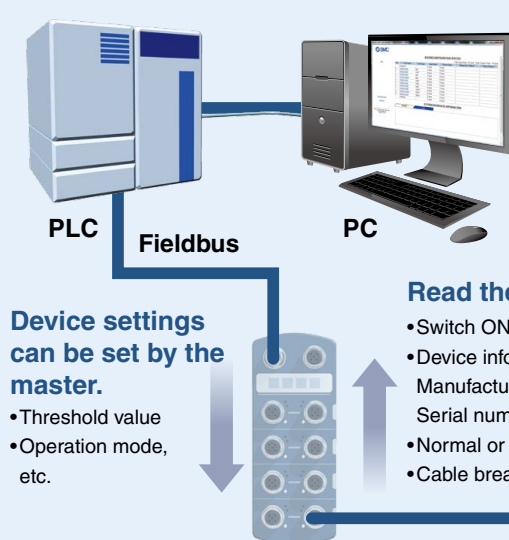 PLC
Fieldbus
PC
Device settings
can be set by the
master.
•Threshold value
•Operation mode,
etc.
Read the
•Switch ON
•Device info
Manufactu
Serial num
•Normal or
•Cable brea